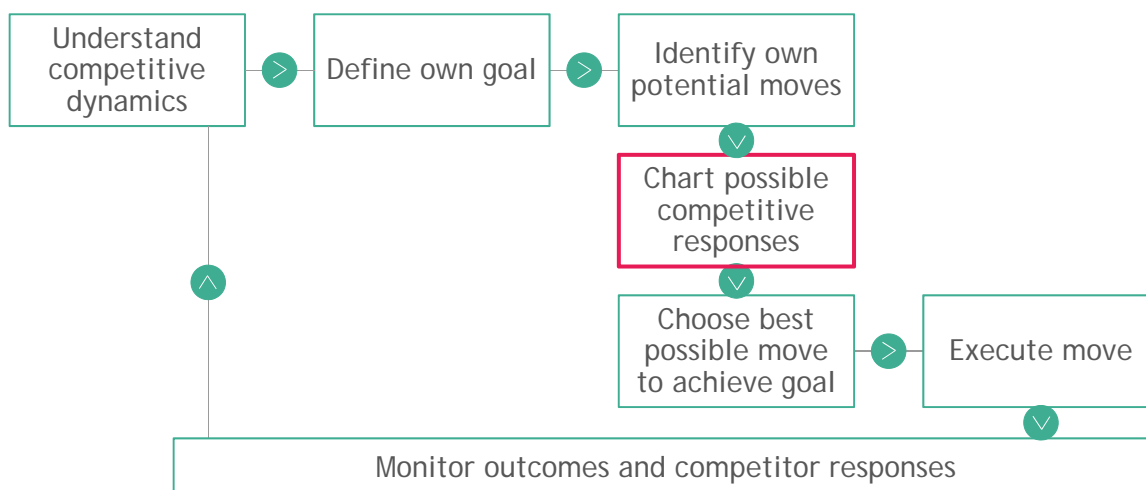 Understand
competitive
dynamics
Define own goal
Identify own
potential moves
Chart possible
competitive
responses
Choose best
possible move
to achieve goal
Execute move
Monitor outcomes and competitor responses